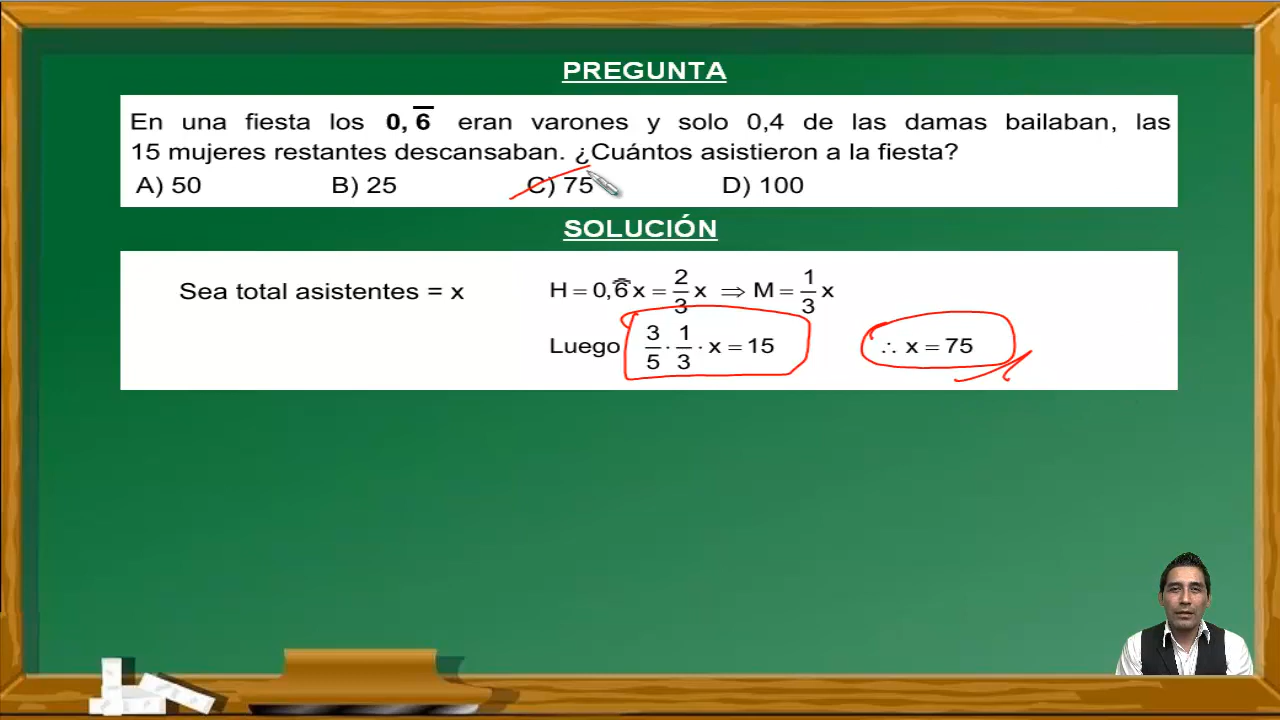 PREGUNTA
En una fiesta los 0,6̅ eran varones y solo 0,4 de las damas bailaban, las
15 mujeres restantes descansaban. ¿Cuántos asistieron a la fiesta?
A) 50 B) 25 C) 75 D) 100
SOLUCIÓN
Sea total asistentes = x H = 0,6̅x = 2/3 x ⇒ M = 1/3 x
Luego 3/5 · 1/3 · x = 15 ∴ x = 75